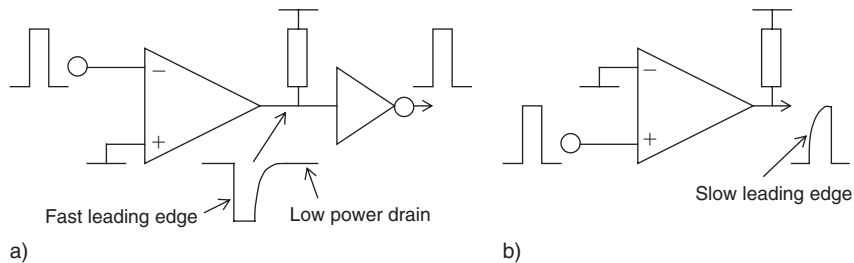 −
+
Fast leading edge
Low power drain
a)
−
+
Slow leading edge
b)